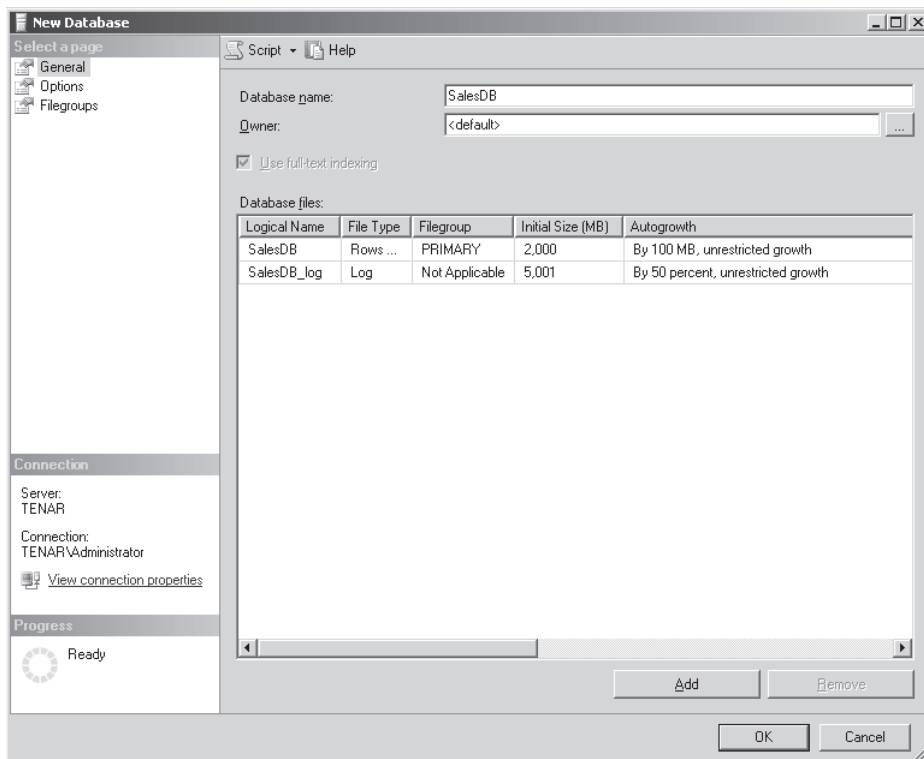 New Database
Select a page
General
Options
Filegroups
Script Help
Database name: SalesDB
Owner: <default> ...
Use full-text indexing
Database files:
Logical Name File Type Filegroup Initial Size (MB) Autogrowth
SalesDB Rows ... PRIMARY 2,000 By 100 MB, unrestricted growth
SalesDB_log Log Not Applicable 5,001 By 50 percent, unrestricted growth
Connection
Server:
TENAR
Connection:
TENAR\Administrator
View connection properties
Progress
Ready
Add Remove
OK Cancel